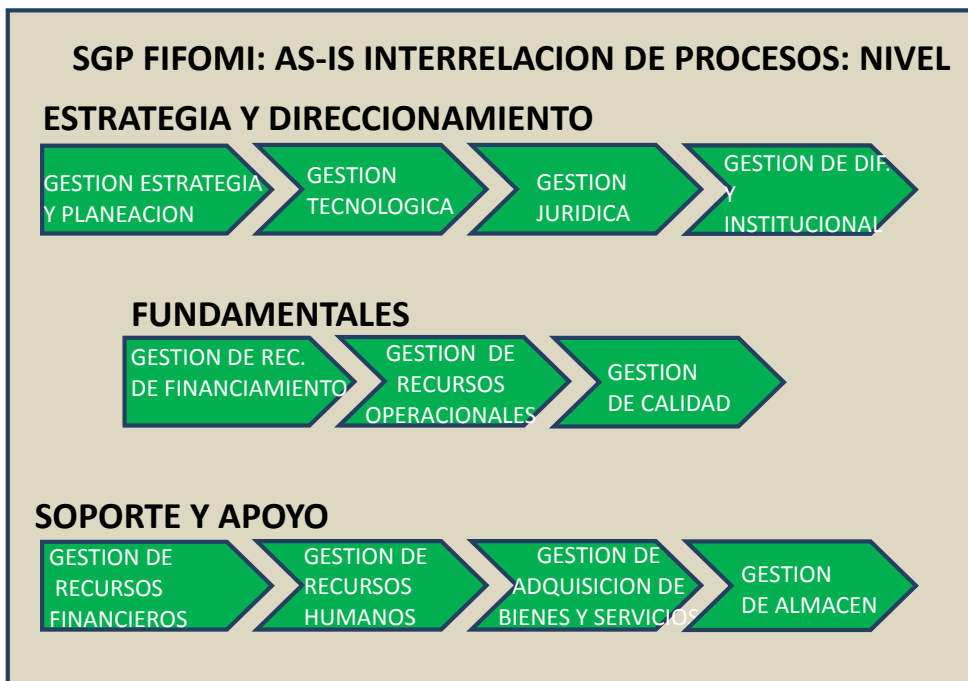 SGP FIFOMI: AS-IS INTERRELACION DE PROCESOS: NIVEL
ESTRATEGIA Y DIRECCIONAMIENTO
GESTION ESTRATEGIA
Y PLANEACION
GESTION
TECNOLOGICA
GESTION
JURIDICA
GESTION DE DIF.
Y
INSTITUCIONAL
FUNDAMENTALES
GESTION DE REC.
DE FINANCIAMIENTO
GESTION DE
RECURSOS
OPERACIONALES
GESTION
DE CALIDAD
SOPORTE Y APOYO
GESTION DE
RECURSOS
FINANCIEROS
GESTION DE
RECURSOS
HUMANOS
GESTION DE
ADQUISICION DE
BIENES Y SERVICIOS
GESTION
DE ALMACEN